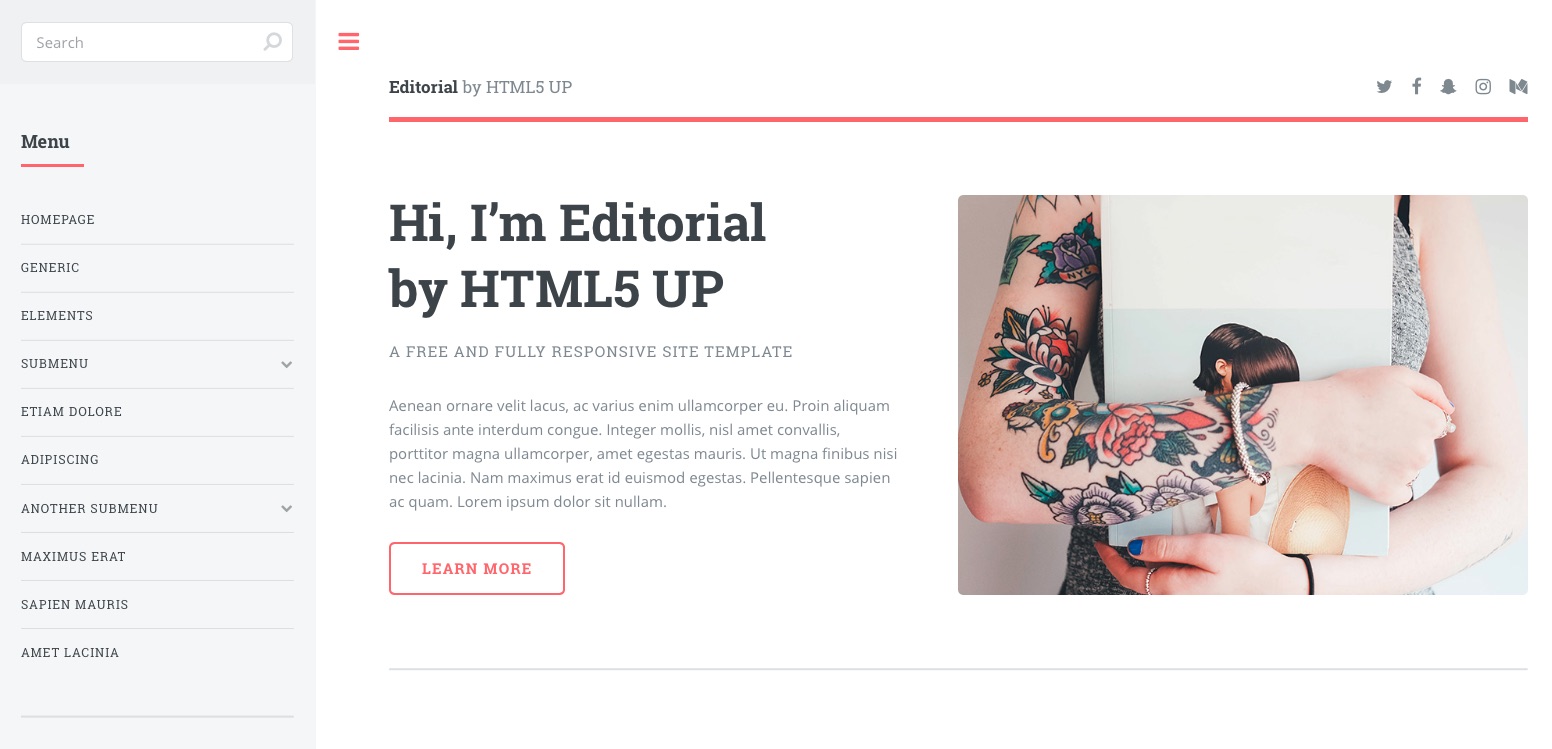 Search
Menu
HOMEPAGE
GENERIC
ELEMENTS
SUBMENU
ETIAM DOLORE
ADIPISCING
ANOTHER SUBMENU
MAXIMUS ERAT
SAPIEN MAURIS
AMET LACINIA
Editorial by HTML5 UP
Hi, I’m Editorial
by HTML5 UP
A FREE AND FULLY RESPONSIVE SITE TEMPLATE
Aenean ornare velit lacus, ac varius enim ullamcorper eu. Proin aliquam
facilisis ante interdum congue. Integer mollis, nisl amet convallis,
porttitor magna ullamcorper, amet egestas mauris. Ut magna finibus nisi
nec lacinia. Nam maximus erat id euismod egestas. Pellentesque sapien
ac quam. Lorem ipsum dolor sit nullam.
LEARN MORE
NYC